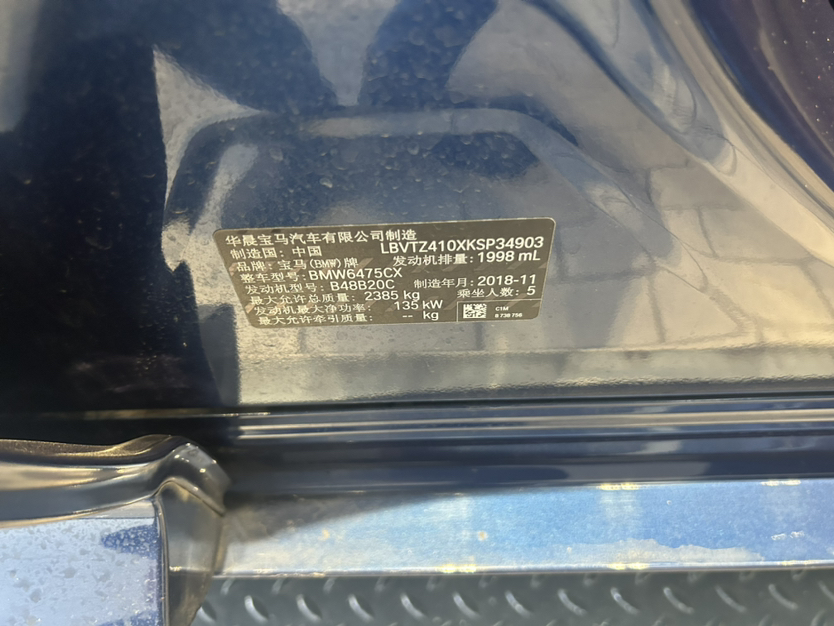 华晨宝马汽车有限公司制造
制造国：中国 LBVTZ410XKSP34903
品牌：宝马(BMW)牌 发动机排量：1998 mL
整车型号：BMW6475CX
发动机型号：B48B20C 制造年月：2018-11
最大允许总质量：2385 kg 乘坐人数：5
发动机最大净功率：135 kW
最大允许牵引质量：-- kg